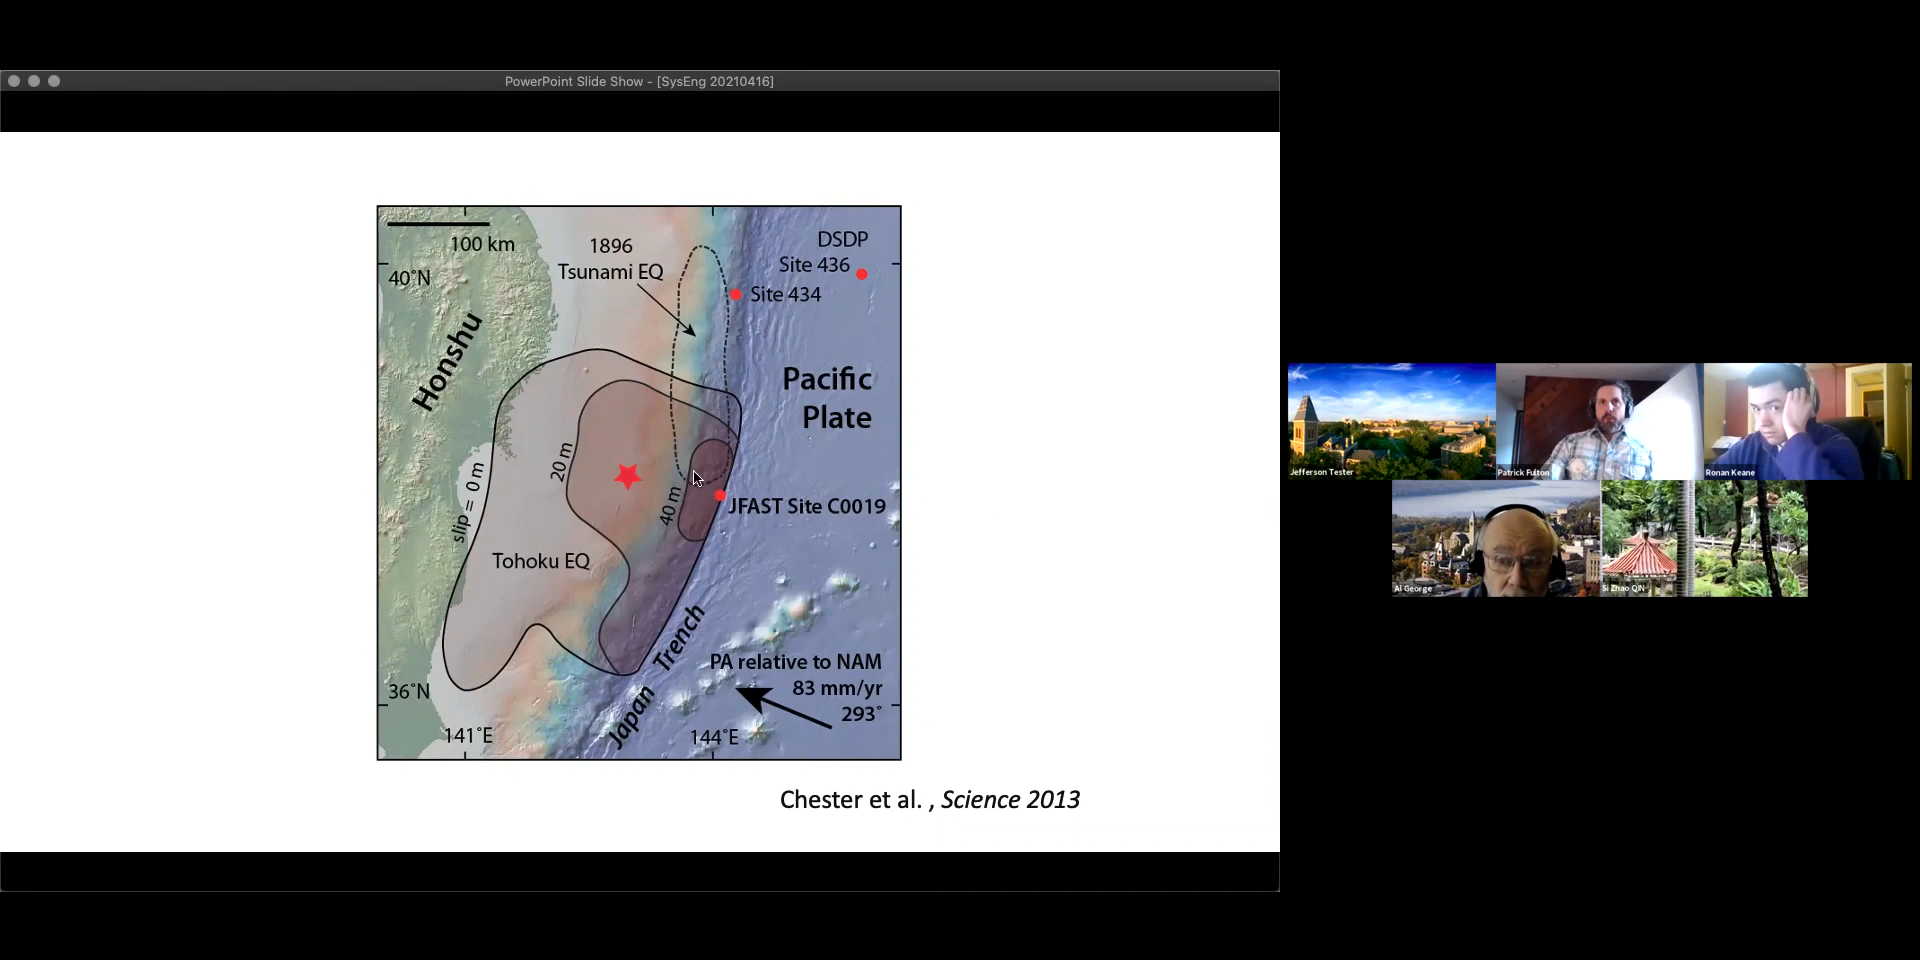 PowerPoint Slide Show - [SysEng 20210416]
100 km
1896
Tsunami EQ
DSDP
Site 436
Site 434
40°N
Honshu
Pacific
Plate
20 m
slip = 0 m
40 m
JFAST Site C0019
Tohoku EQ
Japan Trench
PA relative to NAM
83 mm/yr
293°
36°N
141°E
144°E
Chester et al. , Science 2013
Jefferson Tester
Patrick Fulton
Ronan Keane
Al George
Si Zhao QIN